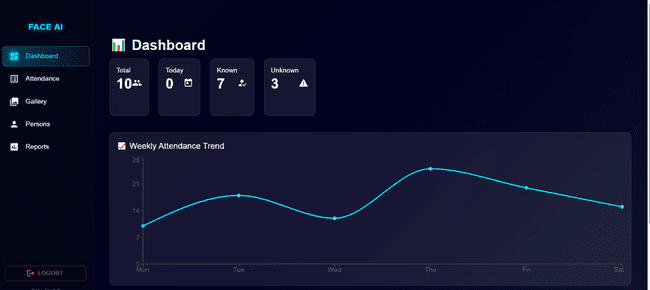 FACE AI
Dashboard
Attendance
Gallery
Persons
Reports
LOGOUT
Dashboard
Total
10
Today
0
Known
7
Unknown
3
Weekly Attendance Trend
28
21
14
7
0
Mon
Tue
Wed
Thu
Fri
Sat